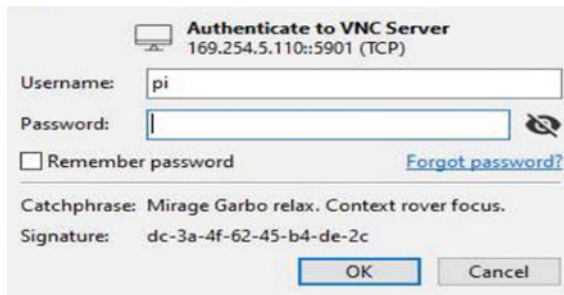 Authenticate to VNC Server
169.254.5.110::5901 (TCP)
Username: pi
Password:
Remember password Forgot password?
Catchphrase: Mirage Garbo relax. Context rover focus.
Signature: dc-3a-4f-62-45-b4-de-2c
OK Cancel